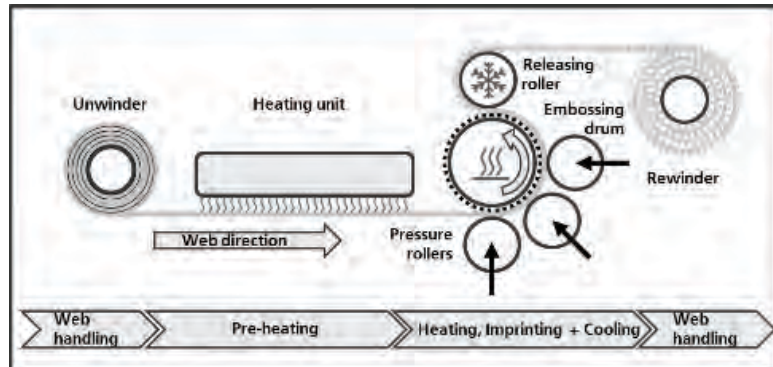 Unwinder
Heating unit
Releasing
roller
Embossing
drum
Rewinder
Web direction
Pressure
rollers
Web
handling
Pre-heating
Heating, Imprinting + Cooling
Web
handling